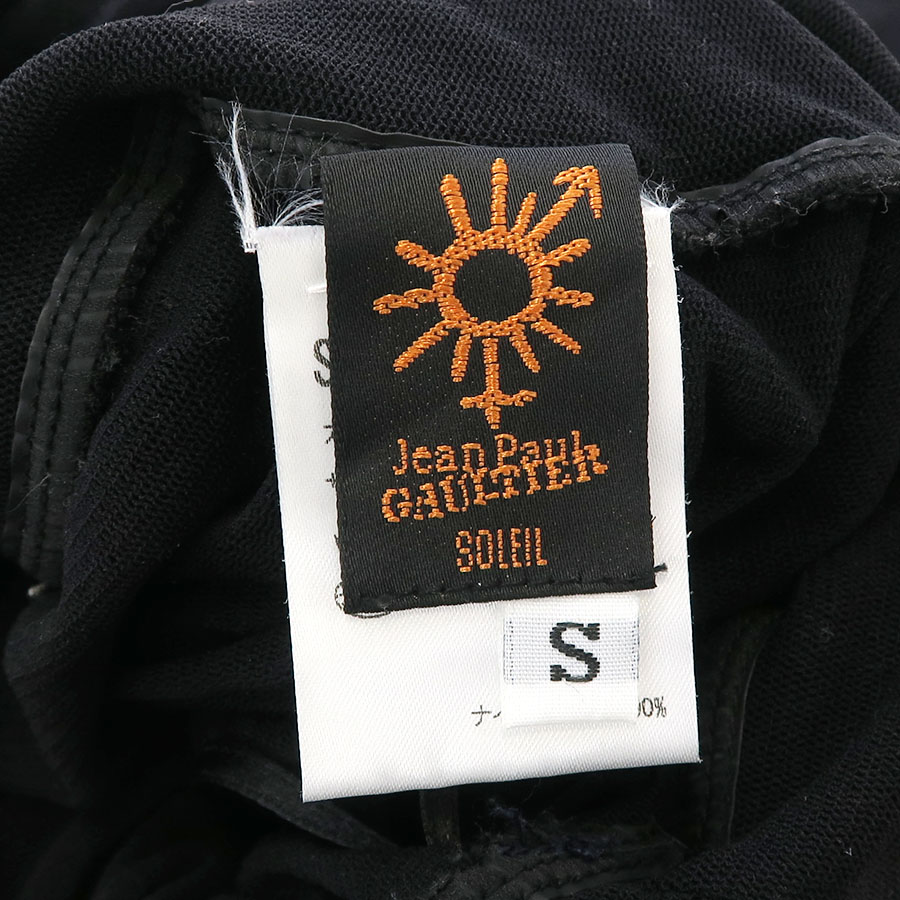 Jean Paul
GAULTIER
SOLEIL
S